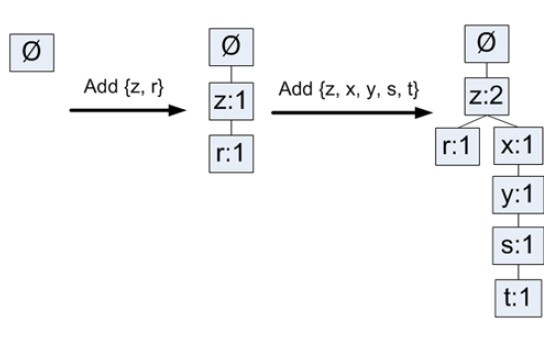 Ø
Add {z, r}
Ø
z:1
r:1
Add {z, x, y, s, t}
Ø
z:2
r:1
x:1
y:1
s:1
t:1